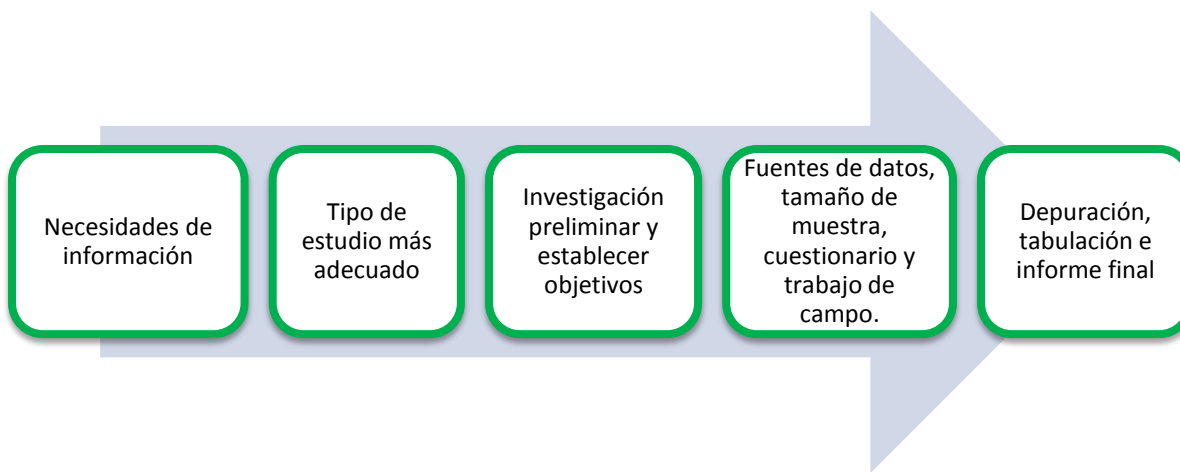 Necesidades de
información
Tipo de
estudio más
adecuado
Investigación
preliminar y
establecer
objetivos
Fuentes de datos,
tamaño de
muestra,
cuestionario y
trabajo de
campo.
Depuración,
tabulación e
informe final